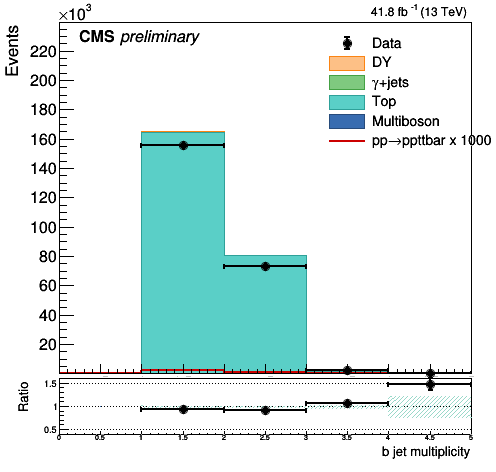 ×10³
41.8 fb⁻¹ (13 TeV)
CMS preliminary
Events
220
200
180
160
140
120
100
80
60
40
20
Data
DY
γ+jets
Top
Multiboson
pp→ppttbar x 1000
Ratio
1.5
1
0.5
0 0.5 1 1.5 2 2.5 3 3.5 4 4.5 5
b jet multiplicity